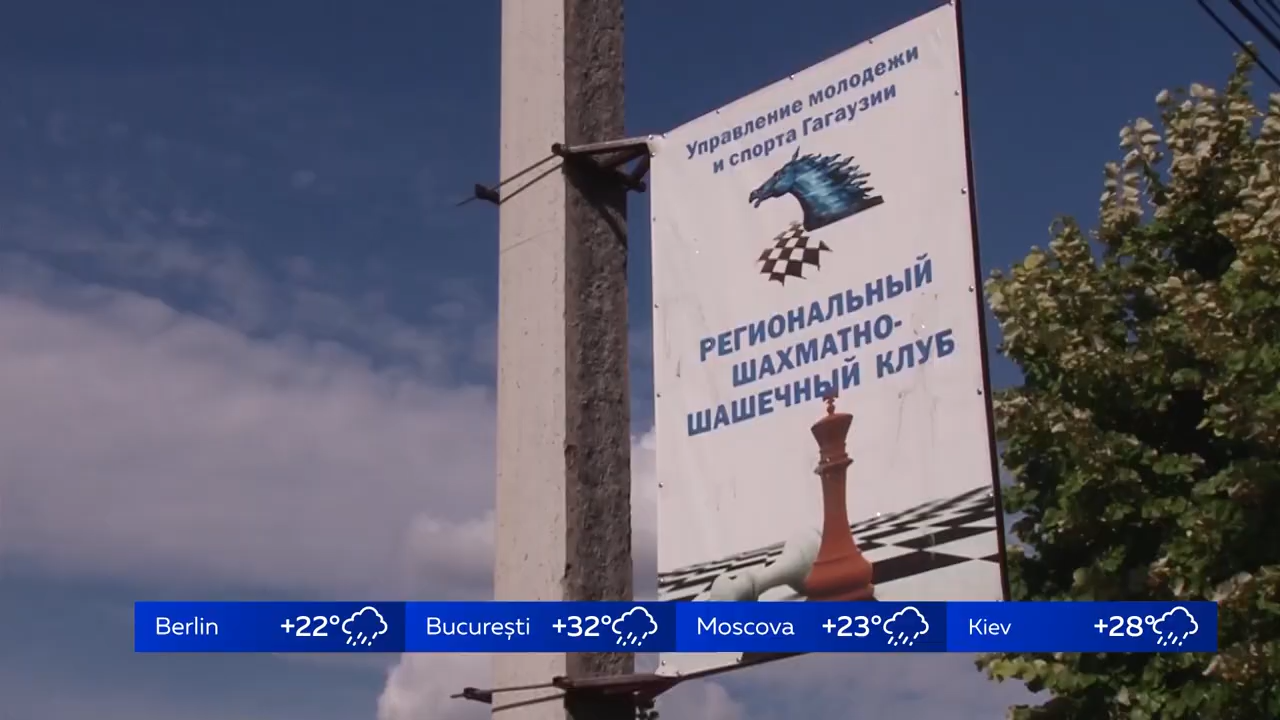 Управление молодежи
и спорта Гагаузии
РЕГИОНАЛЬНЫЙ
ШАХМАТНО-
ШАШЕЧНЫЙ КЛУБ
Berlin +22° București +32° Moscova +23° Kiev +28°